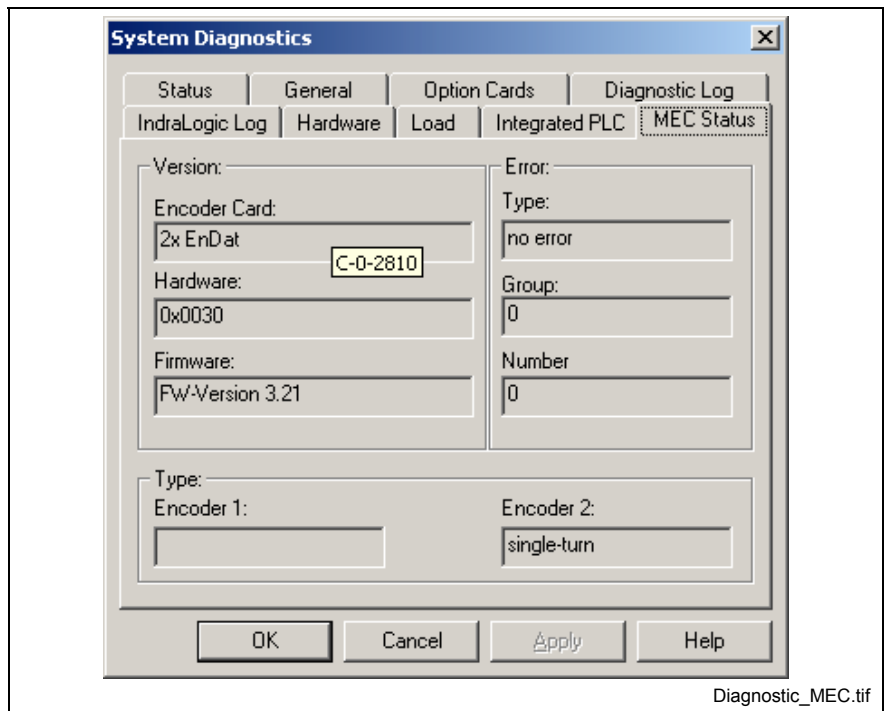 System Diagnostics
Status General Option Cards Diagnostic Log
IndraLogic Log Hardware Load Integrated PLC MEC Status
Version: Error:
Encoder Card: Type:
2x EnDat no error
C-0-2810
Hardware: Group:
0x0030 0
Firmware: Number
FW-Version 3.21 0
Type:
Encoder 1: Encoder 2:
single-turn
OK Cancel Apply Help
Diagnostic_MEC.tif